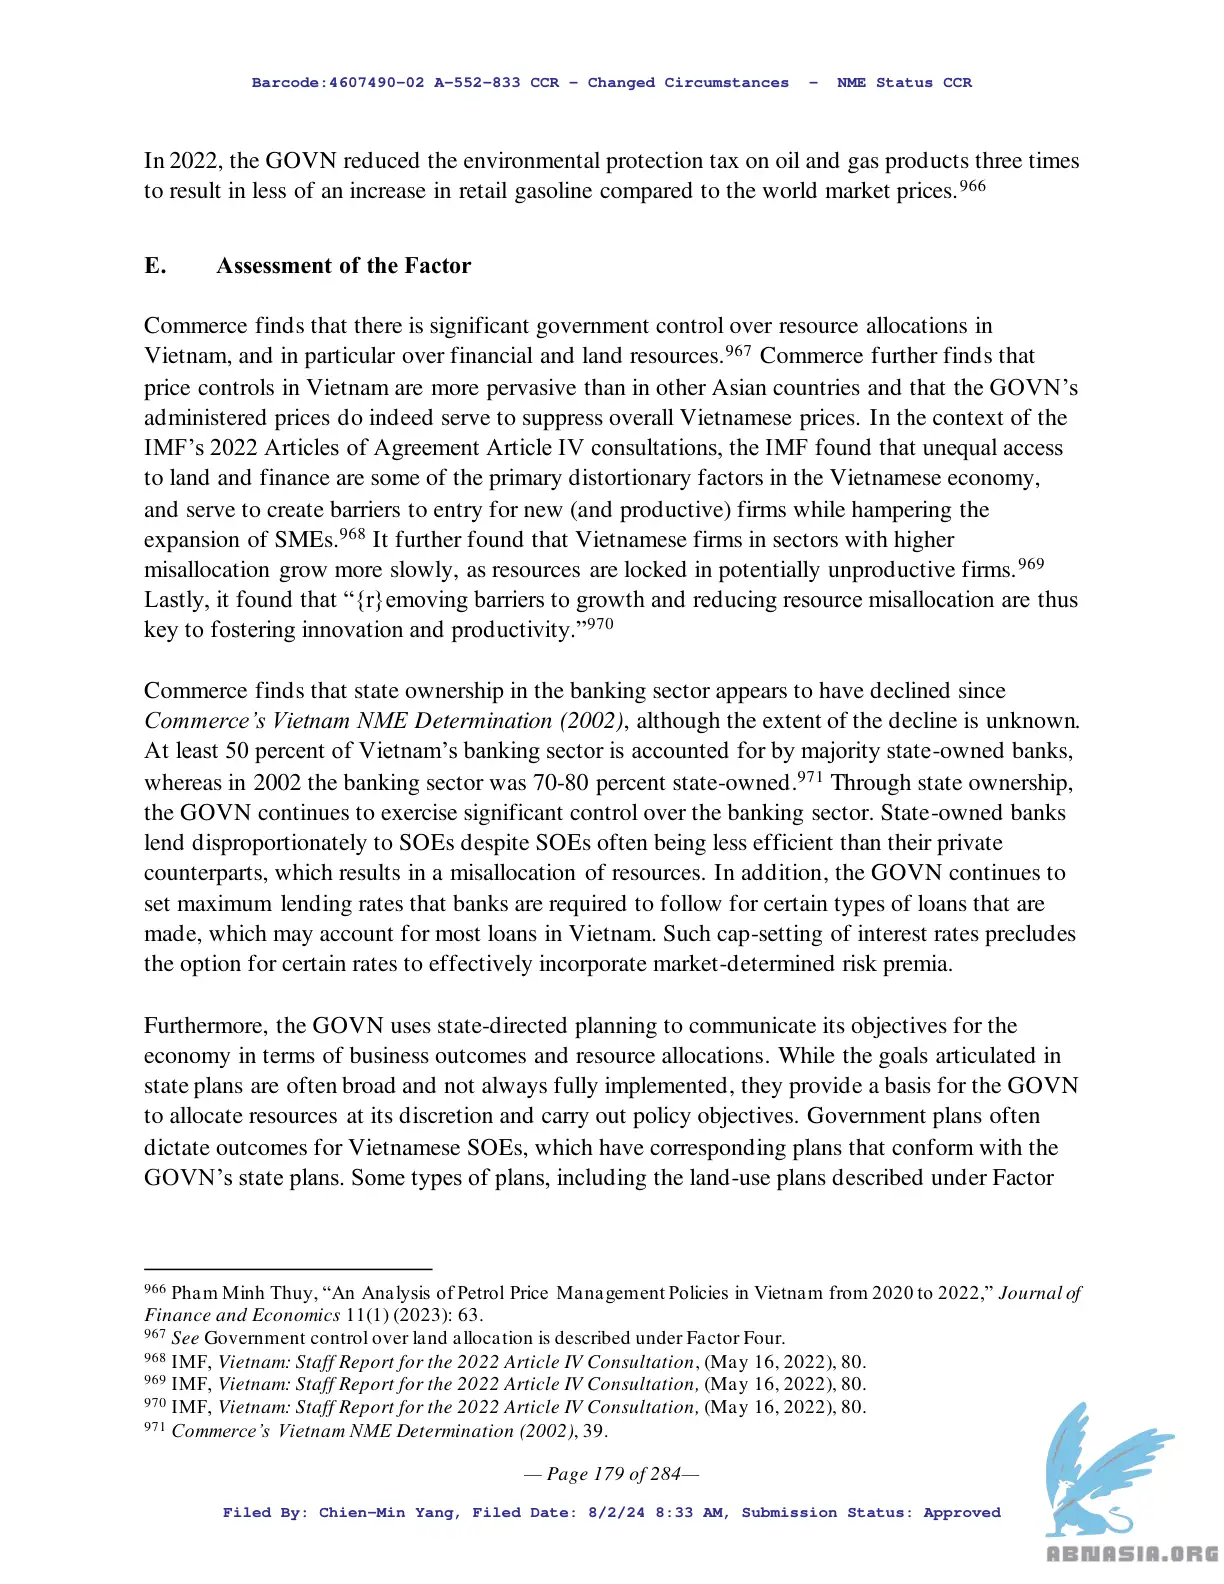 Barcode:4607490-02 A-552-833 CCR - Changed Circumstances  -  NME Status CCR
In 2022, the GOVN reduced the environmental protection tax on oil and gas products three times
to result in less of an increase in retail gasoline compared to the world market prices.966
E. Assessment of the Factor
Commerce finds that there is significant government control over resource allocations in
Vietnam, and in particular over financial and land resources.967 Commerce further finds that
price controls in Vietnam are more pervasive than in other Asian countries and that the GOVN’s
administered prices do indeed serve to suppress overall Vietnamese prices. In the context of the
IMF’s 2022 Articles of Agreement Article IV consultations, the IMF found that unequal access
to land and finance are some of the primary distortionary factors in the Vietnamese economy,
and serve to create barriers to entry for new (and productive) firms while hampering the
expansion of SMEs.968 It further found that Vietnamese firms in sectors with higher
misallocation grow more slowly, as resources are locked in potentially unproductive firms.969
Lastly, it found that “{r}emoving barriers to growth and reducing resource misallocation are thus
key to fostering innovation and productivity.”970
Commerce finds that state ownership in the banking sector appears to have declined since
Commerce’s Vietnam NME Determination (2002), although the extent of the decline is unknown.
At least 50 percent of Vietnam’s banking sector is accounted for by majority state-owned banks,
whereas in 2002 the banking sector was 70-80 percent state-owned.971 Through state ownership,
the GOVN continues to exercise significant control over the banking sector. State-owned banks
lend disproportionately to SOEs despite SOEs often being less efficient than their private
counterparts, which results in a misallocation of resources. In addition, the GOVN continues to
set maximum lending rates that banks are required to follow for certain types of loans that are
made, which may account for most loans in Vietnam. Such cap-setting of interest rates precludes
the option for certain rates to effectively incorporate market-determined risk premia.
Furthermore, the GOVN uses state-directed planning to communicate its objectives for the
economy in terms of business outcomes and resource allocations. While the goals articulated in
state plans are often broad and not always fully implemented, they provide a basis for the GOVN
to allocate resources at its discretion and carry out policy objectives. Government plans often
dictate outcomes for Vietnamese SOEs, which have corresponding plans that conform with the
GOVN’s state plans. Some types of plans, including the land-use plans described under Factor
966 Pham Minh Thuy, “An Analysis of Petrol Price Management Policies in Vietnam from 2020 to 2022,” Journal of
Finance and Economics 11(1) (2023): 63.
967 See Government control over land allocation is described under Factor Four.
968 IMF, Vietnam: Staff Report for the 2022 Article IV Consultation, (May 16, 2022), 80.
969 IMF, Vietnam: Staff Report for the 2022 Article IV Consultation, (May 16, 2022), 80.
970 IMF, Vietnam: Staff Report for the 2022 Article IV Consultation, (May 16, 2022), 80.
971 Commerce’s Vietnam NME Determination (2002), 39.
— Page 179 of 284—
Filed By: Chien-Min Yang, Filed Date: 8/2/24 8:33 AM, Submission Status: Approved
ABNASIA.ORG